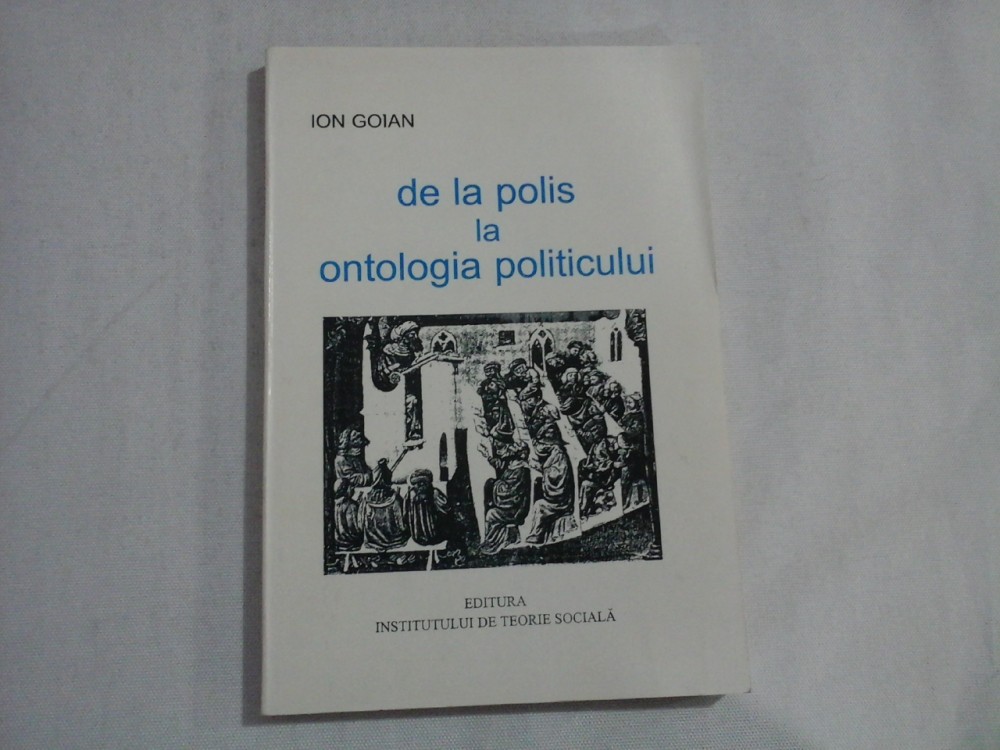 ION GOIAN
de la polis
la
ontologia politicului
EDITURA
INSTITUTULUI DE TEORIE SOCIALĂ